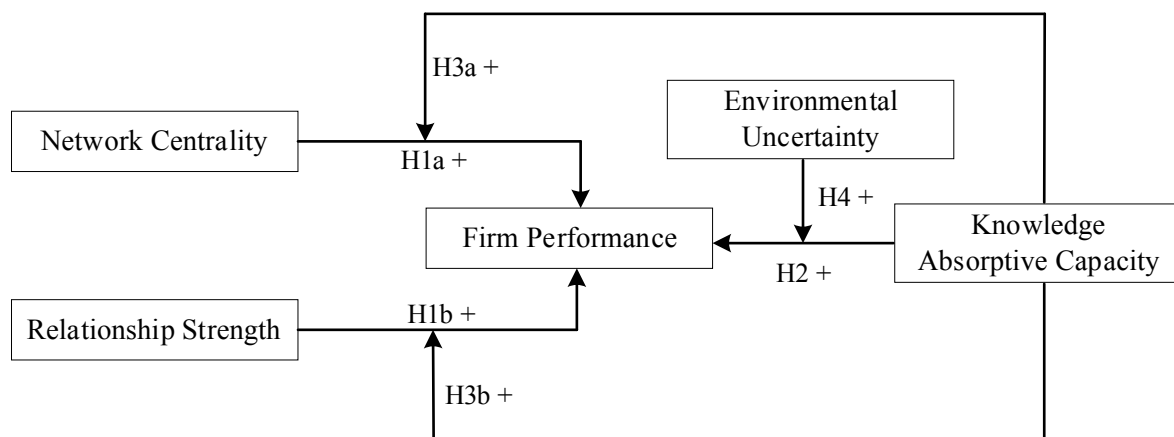 H3a +
Environmental
Uncertainty
Network Centrality
H1a +
H4 +
Firm Performance
Knowledge
Absorptive Capacity
H2 +
H1b +
Relationship Strength
H3b +